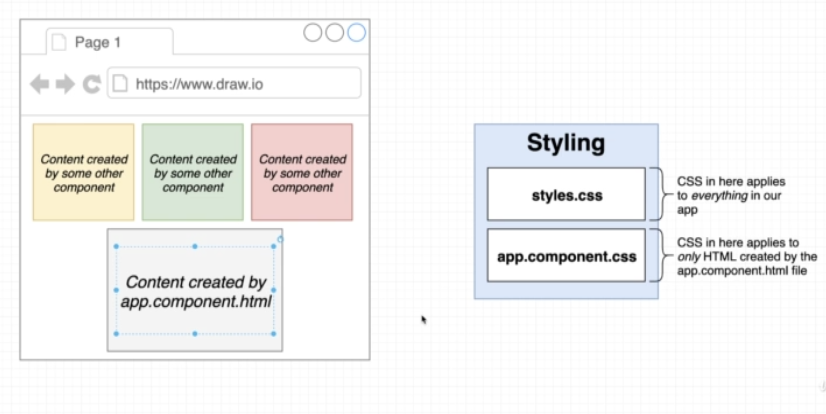 Page 1
https://www.draw.io
Content created
by some other
component
Content created
by some other
component
Content created
by some other
component
Content created by
app.component.html
Styling
styles.css
CSS in here applies
to everything in our
app
app.component.css
CSS in here applies to
only HTML created by the
app.component.html file